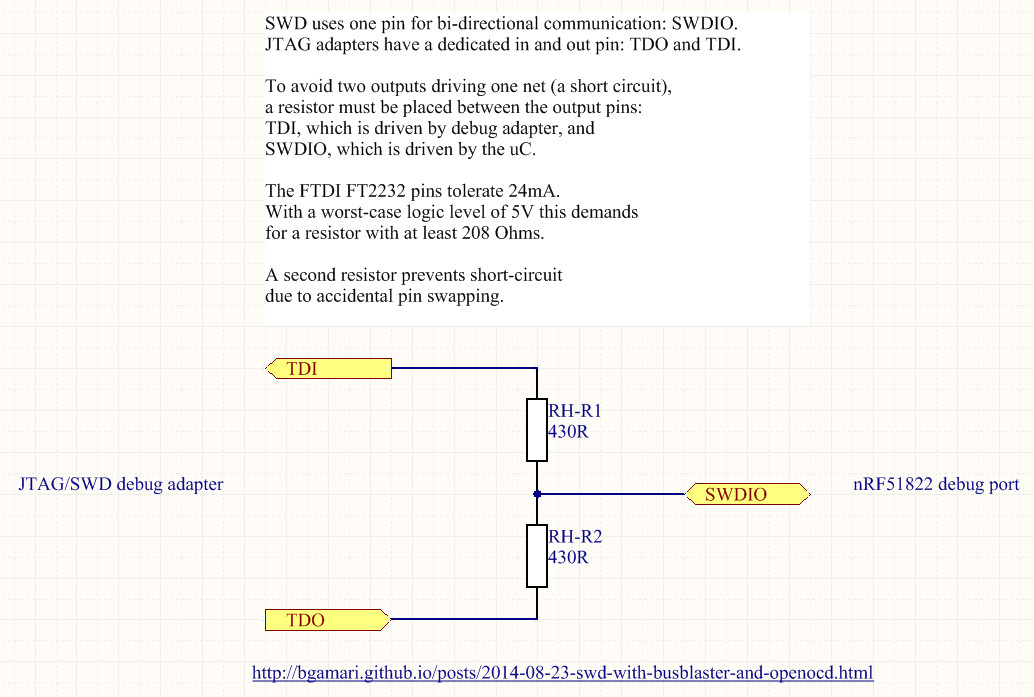 SWD uses one pin for bi-directional communication: SWDIO.
JTAG adapters have a dedicated in and out pin: TDO and TDI.
To avoid two outputs driving one net (a short circuit),
a resistor must be placed between the output pins:
TDI, which is driven by debug adapter, and
SWDIO, which is driven by the uC.
The FTDI FT2232 pins tolerate 24mA.
With a worst-case logic level of 5V this demands
for a resistor with at least 208 Ohms.
A second resistor prevents short-circuit
due to accidental pin swapping.
TDI
RH-R1
430R
JTAG/SWD debug adapter
SWDIO
nRF51822 debug port
RH-R2
430R
TDO
http://bgamari.github.io/posts/2014-08-23-swd-with-busblaster-and-openocd.html